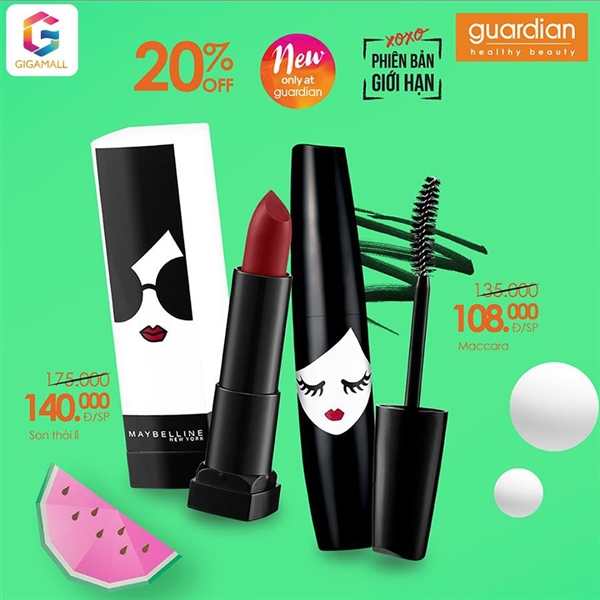 GIGAMALL
20% OFF
New
only at
guardian
xoxo
PHIÊN BẢN
GIỚI HẠN
guardian
healthy beauty
135.000
108.000 Đ/SP
Maccara
175.000
140.000 Đ/SP
Son thỏi lì
MAYBELLINE
NEW YORK